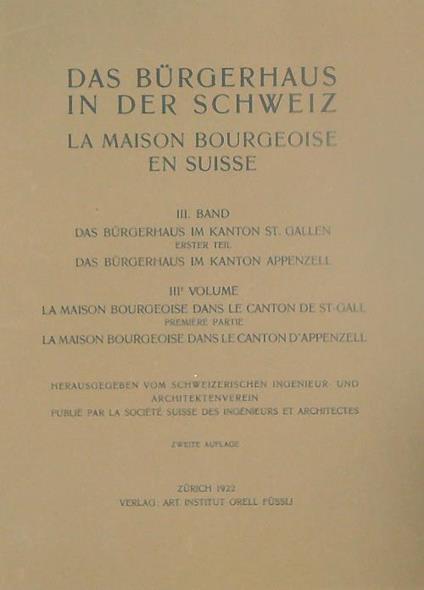 DAS BÜRGERHAUS
IN DER SCHWEIZ
LA MAISON BOURGEOISE
EN SUISSE
III. BAND
DAS BÜRGERHAUS IM KANTON ST. GALLEN
ERSTER TEIL
DAS BÜRGERHAUS IM KANTON APPENZELL
IIIᵉ VOLUME
LA MAISON BOURGEOISE DANS LE CANTON DE ST-GALL
PREMIÈRE PARTIE
LA MAISON BOURGEOISE DANS LE CANTON D'APPENZELL
HERAUSGEGEBEN VOM SCHWEIZERISCHEN INGENIEUR- UND
ARCHITEKTENVEREIN
PUBLIÉ PAR LA SOCIÉTÉ SUISSE DES INGÉNIEURS ET ARCHITECTES
ZWEITE AUFLAGE
ZÜRICH 1922
VERLAG: ART. INSTITUT ORELL FÜSSLI